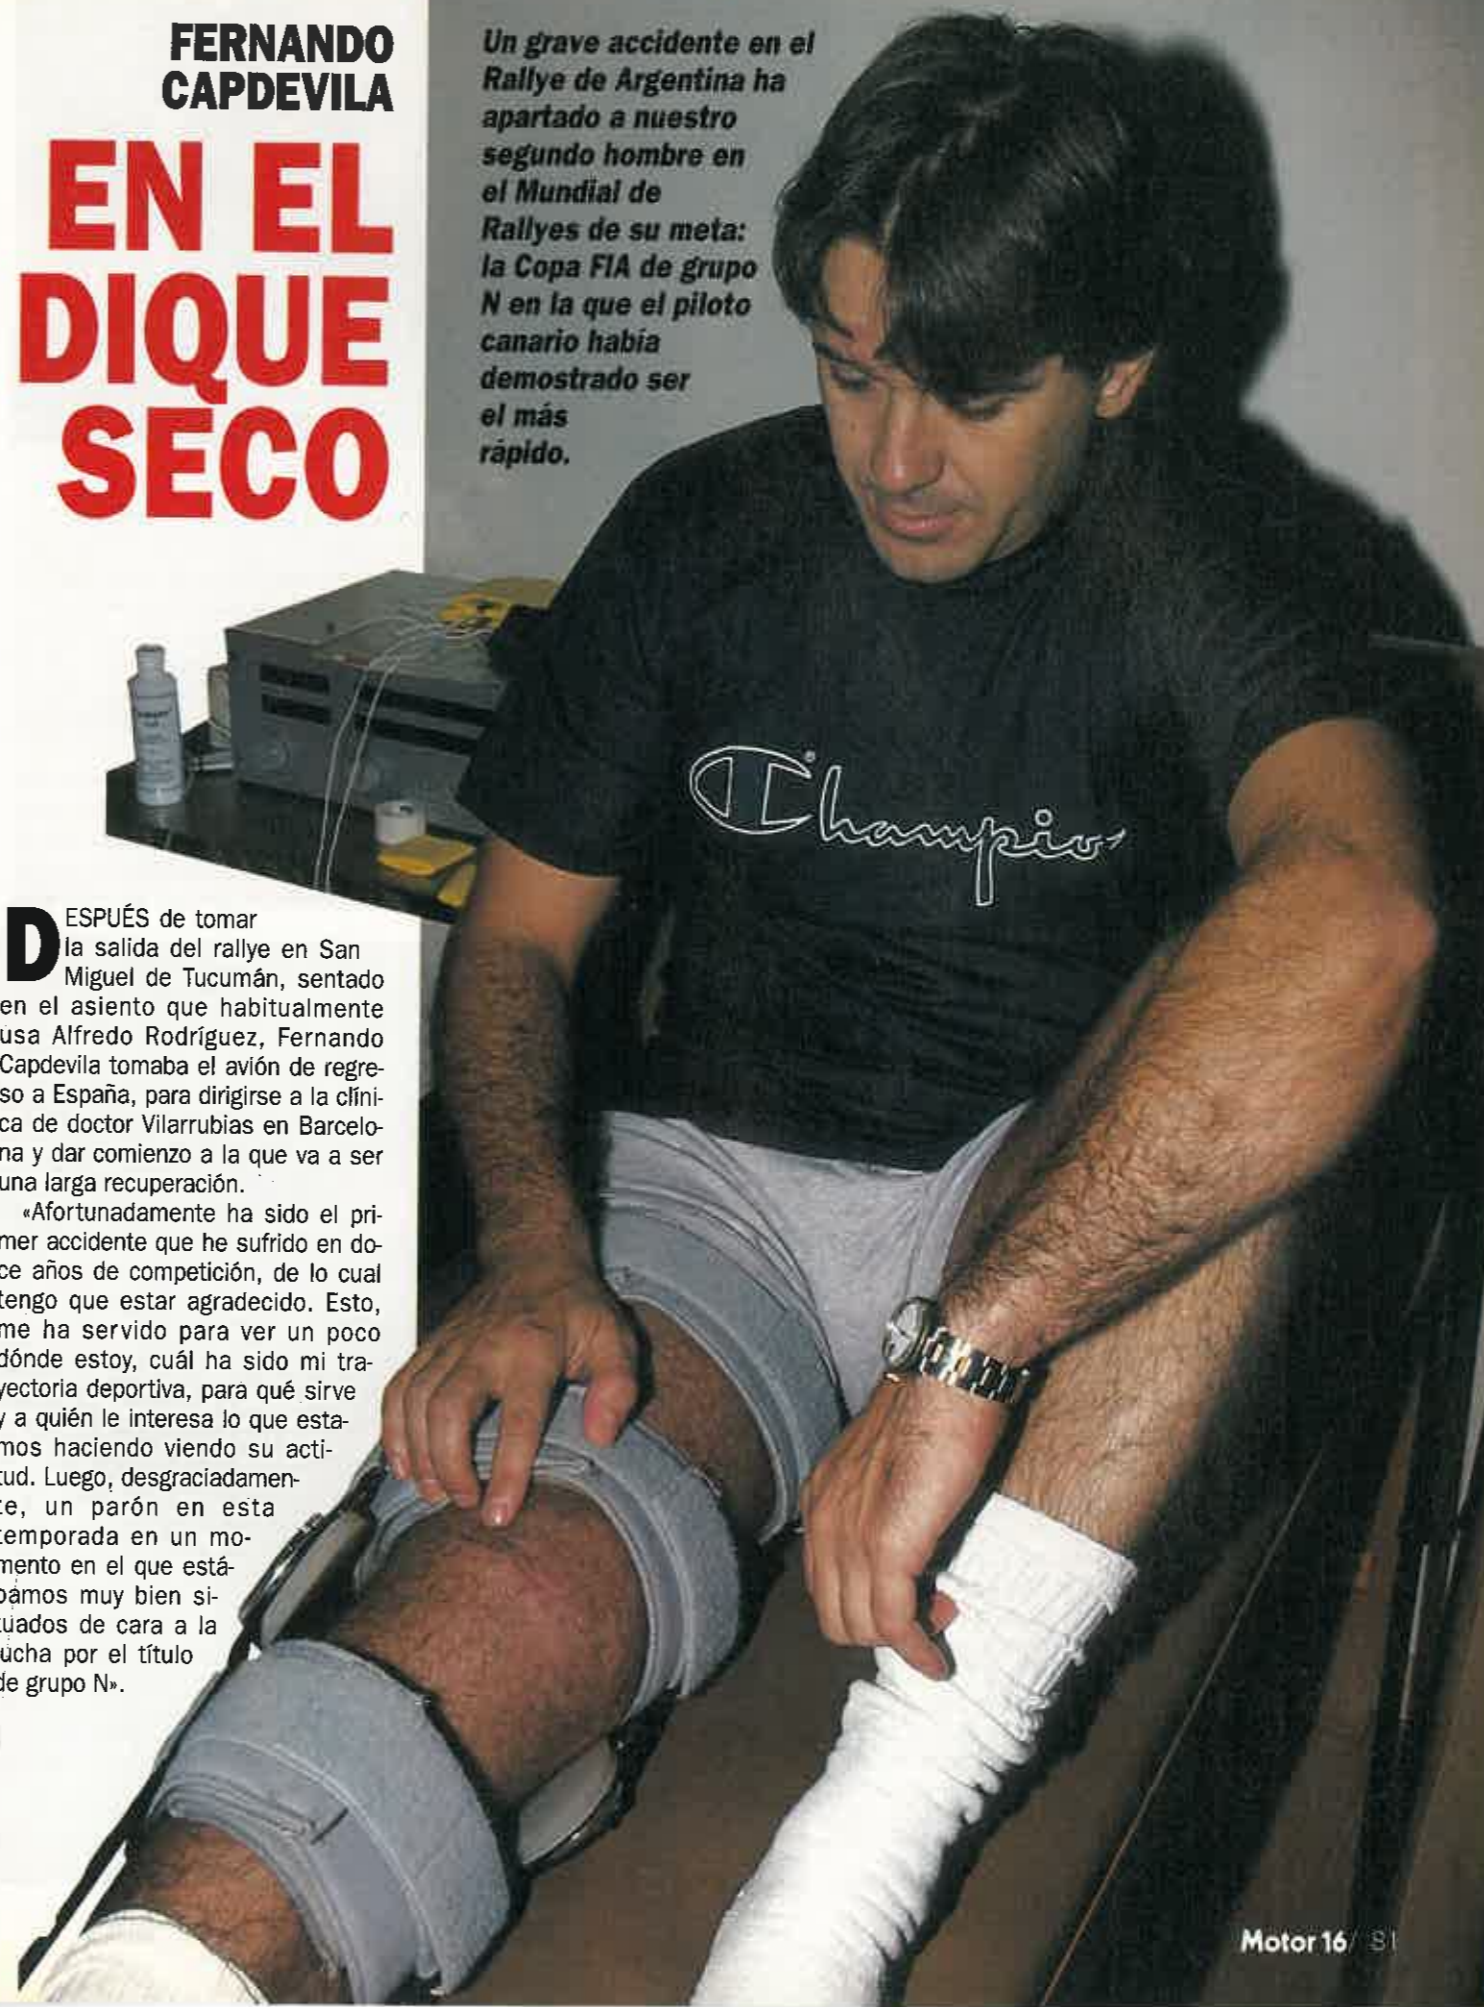 FERNANDO
CAPDEVILA
EN EL
DIQUE
SECO
Un grave accidente en el
Rallye de Argentina ha
apartado a nuestro
segundo hombre en
el Mundial de
Rallyes de su meta:
la Copa FIA de grupo
N en la que el piloto
canario había
demostrado ser
el más
rápido.
Champio
DESPUÉS de tomar
la salida del rallye en San
Miguel de Tucumán, sentado
en el asiento que habitualmente
usa Alfredo Rodríguez, Fernando
Capdevila tomaba el avión de regre-
so a España, para dirigirse a la clíni-
ca de doctor Vilarrubias en Barcelo-
na y dar comienzo a la que va a ser
una larga recuperación.
«Afortunadamente ha sido el pri-
mer accidente que he sufrido en do-
ce años de competición, de lo cual
tengo que estar agradecido. Esto,
me ha servido para ver un poco
dónde estoy, cuál ha sido mi tra-
yectoria deportiva, para qué sirve
y a quién le interesa lo que esta-
mos haciendo viendo su acti-
tud. Luego, desgraciadamen-
te, un parón en esta
temporada en un mo-
mento en el que está-
bamos muy bien si-
tuados de cara a la
lucha por el título
de grupo N».
Motor 16/ 81